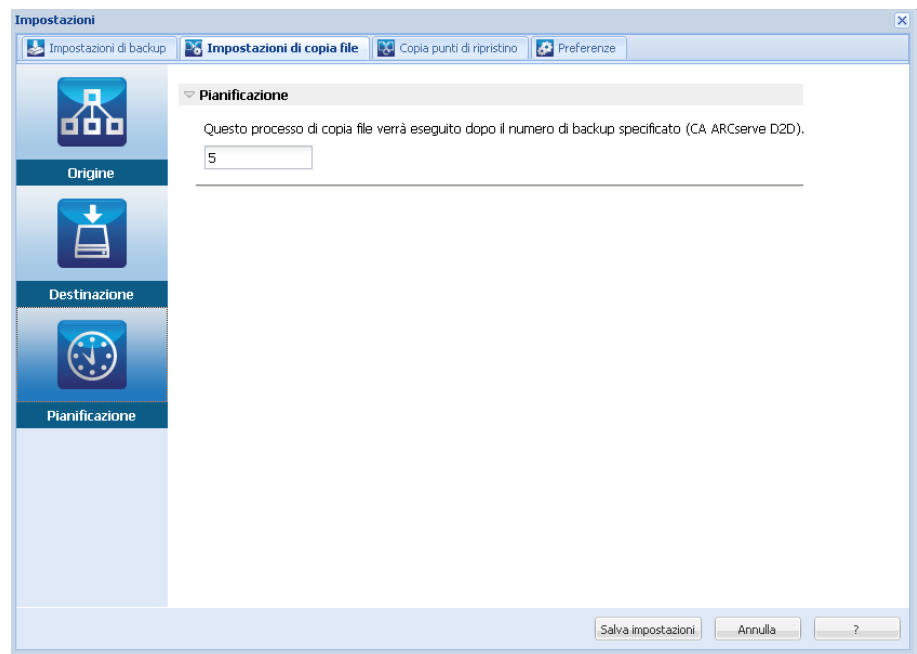 Impostazioni
Impostazioni di backup
Impostazioni di copia file
Copia punti di ripristino
Preferenze
Origine
Destinazione
Pianificazione
Pianificazione
Questo processo di copia file verrà eseguito dopo il numero di backup specificato (CA ARCserve D2D).
5
Salva impostazioni
Annulla
?